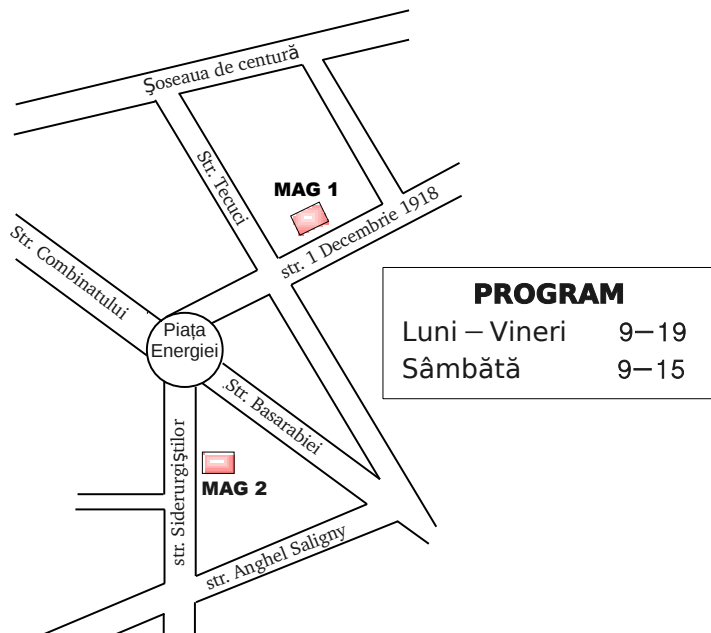 Șoseaua de centură
Str. Tecuci
MAG 1
str. 1 Decembrie 1918
Str. Combinatului
Piața
Energiei
PROGRAM
Luni – Vineri 9–19
Sâmbătă 9–15
Str. Basarabiei
str. Siderurgiștilor
MAG 2
str. Anghel Saligny